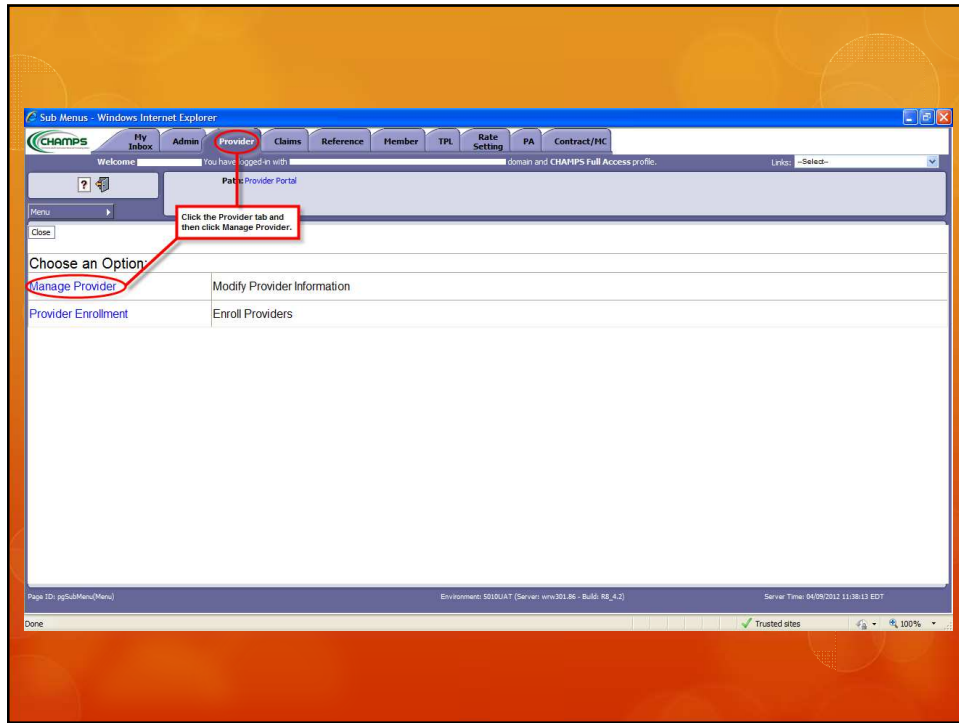 Sub Menus - Windows Internet Explorer
CHAMPS
My Inbox
Admin
Provider
Claims
Reference
Member
TPL
Rate Setting
PA
Contract/MC
Welcome
You have logged-in with
domain and CHAMPS Full Access profile.
Links:
--Select--
?
Path: Provider Portal
Menu
Click the Provider tab and
then click Manage Provider.
Close
Choose an Option:
Manage Provider
Modify Provider Information
Provider Enrollment
Enroll Providers
Page ID: pgSubMenu(Menu)
Environment: 5010UAT (Server: wrw301.86 - Build: R8_4.2)
Server Time: 04/09/2012 11:38:13 EDT
Done
Trusted sites
100%